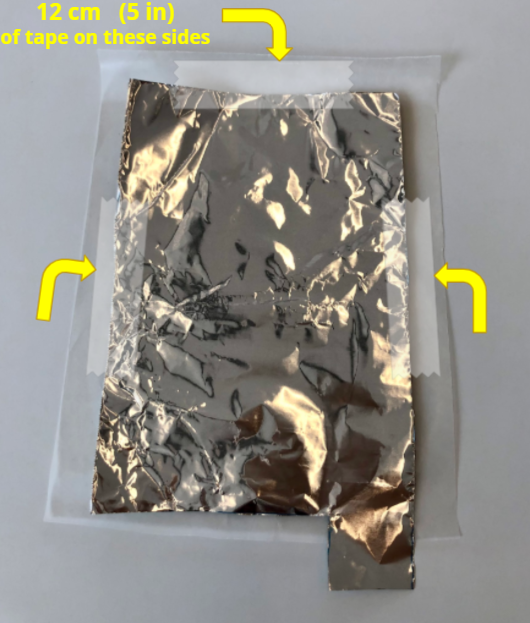 12 cm (5 in)
of tape on these sides